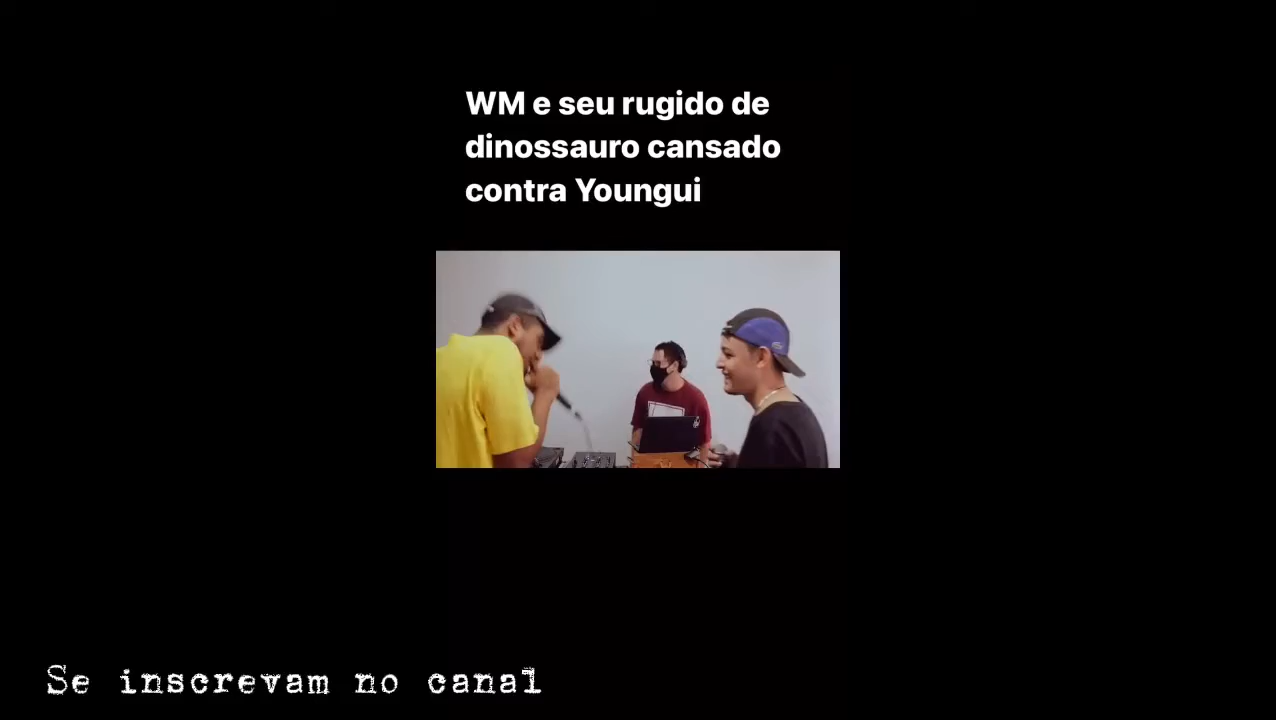 WM e seu rugido de
dinossauro cansado
contra Youngui
Se inscrevam no canal